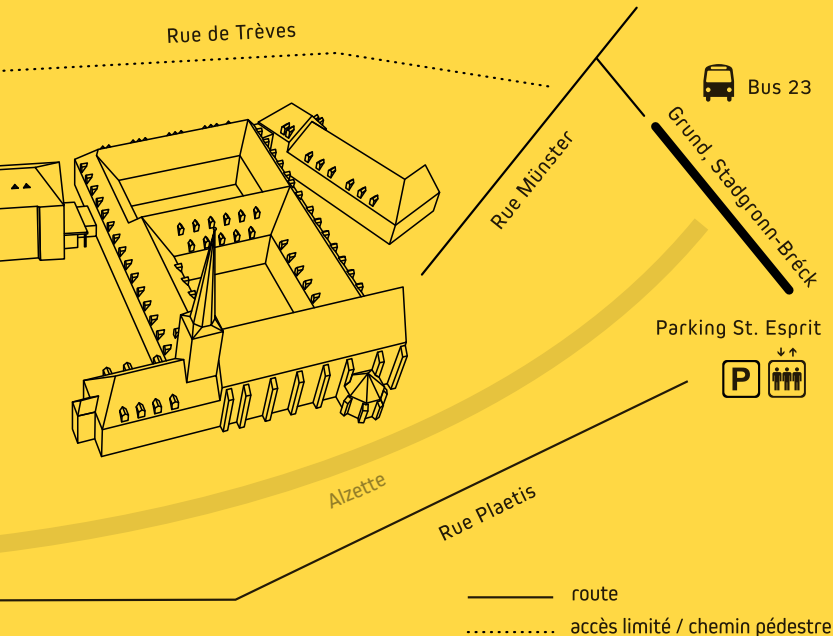 Rue de Trèves
Bus 23
Grund, Stadgronn-Bréck
Rue Münster
Parking St. Esprit
P
Alzette
Rue Plaetis
route
accès limité / chemin pédestre